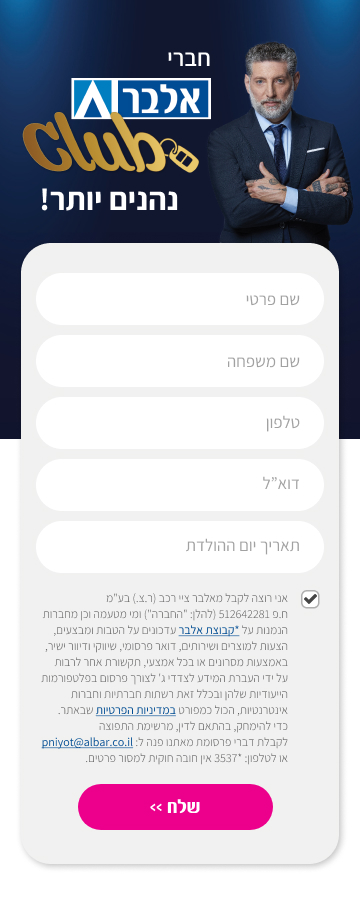 חברי
אלבר
Club
נהנים יותר!
שם פרטי
שם משפחה
טלפון
דוא"ל
תאריך יום ההולדת
אני רוצה לקבל מאלבר ציי רכב (ר.צ.) בע"מ
ח.פ 512642281 (להלן: "החברה") ומי מטעמה וכן מחברות
הנמנות על *קבוצת אלבר עדכונים על הטבות ומבצעים,
הצעות למוצרים ושירותים, דואר פרסומי, שיווקי ודיוור ישיר,
באמצעות מסרונים או בכל אמצעי, תקשורת אחר לרבות
על ידי העברת המידע לצדדי ג' לצורך פרסום בפלטפורמות
הייעודיות שלהן ובכלל זאת רשתות חברתיות וחברות
אינטרנטיות, הכול כמפורט במדיניות הפרטיות שבאתר.
כדי להימחק, בהתאם לדין, מרשימת התפוצה
לקבלת דברי פרסומת מאתנו פנה ל: pniyot@albar.co.il
או לטלפון: *3537 אין חובה חוקית למסור פרטים.
שלח >>